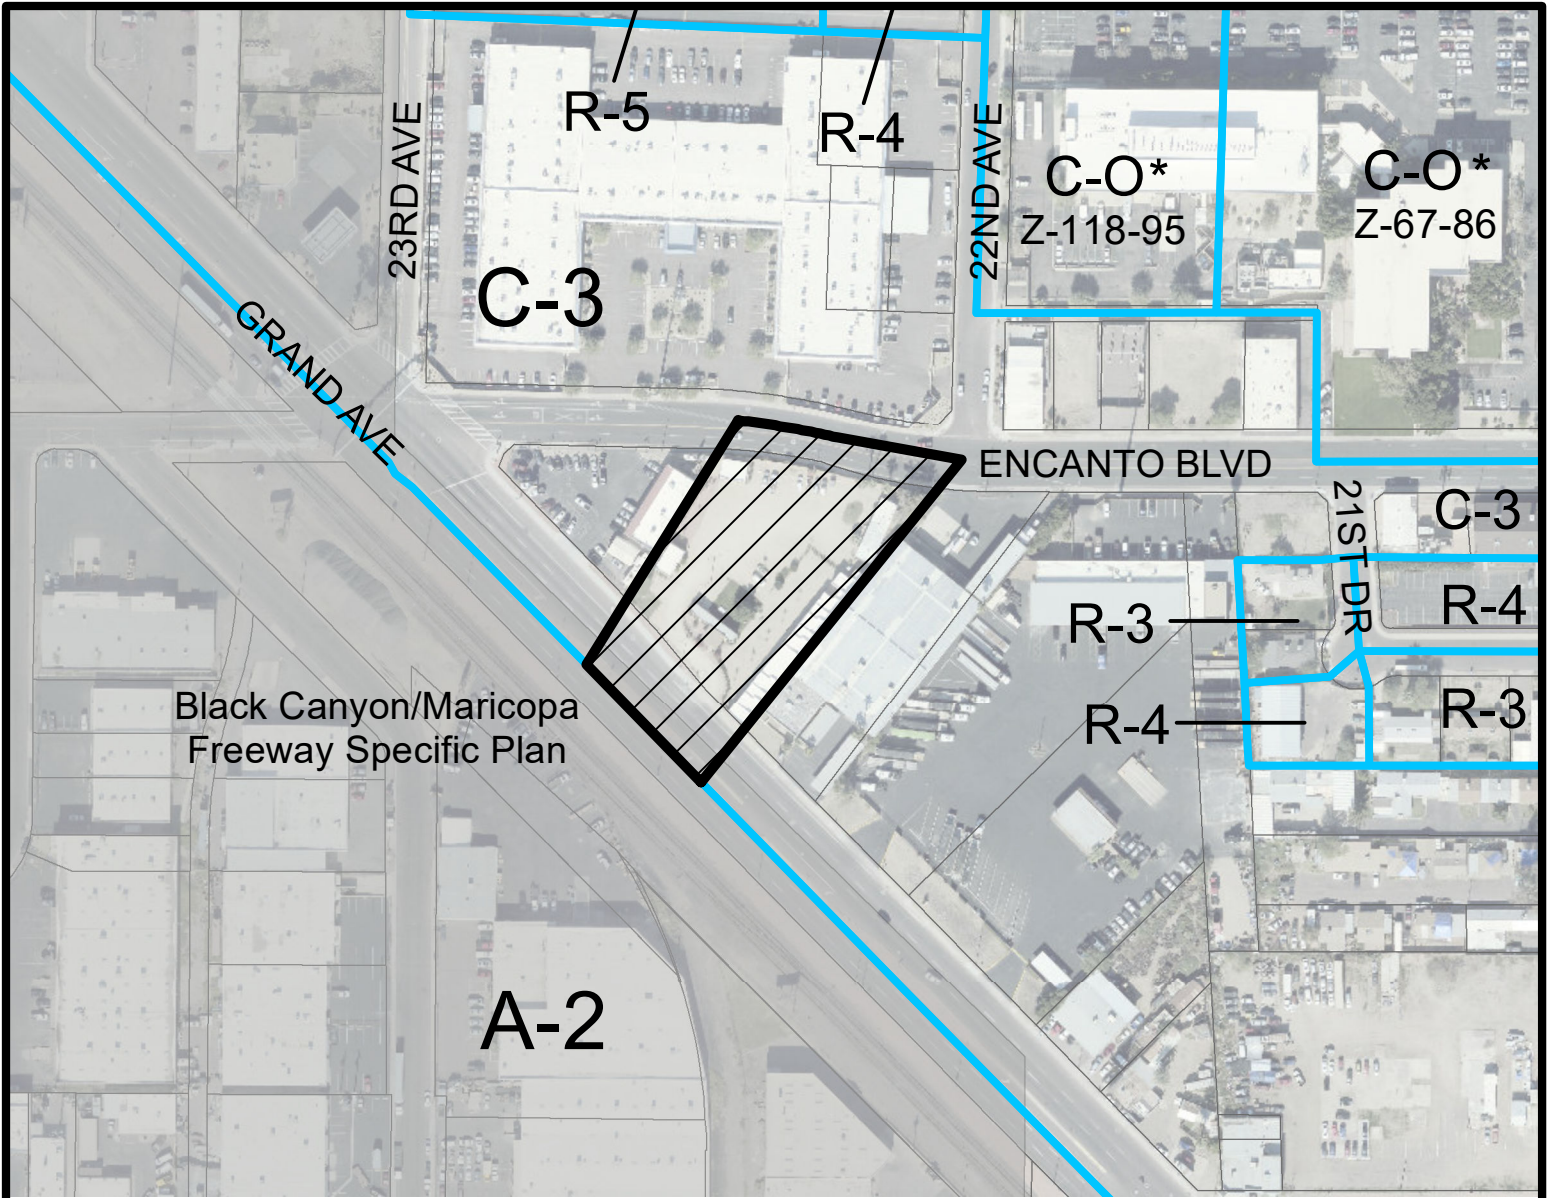 R-5
R-4
23RD AVE
22ND AVE
C-O*
Z-118-95
C-O*
Z-67-86
C-3
GRAND AVE
ENCANTO BLVD
21ST DR
C-3
R-3
R-4
Black Canyon/Maricopa
Freeway Specific Plan
R-4
R-3
A-2